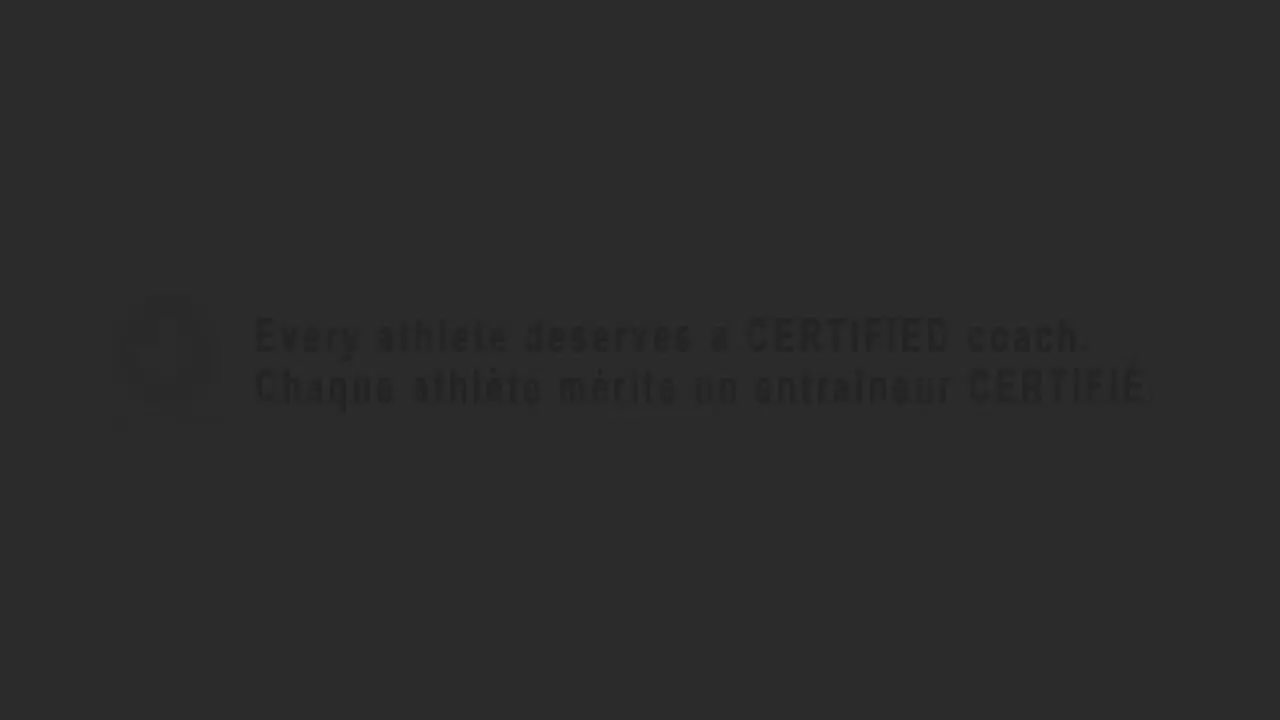 Every athlete deserves a CERTIFIED coach.
Chaque athlète mérite un entraîneur CERTIFIÉ.